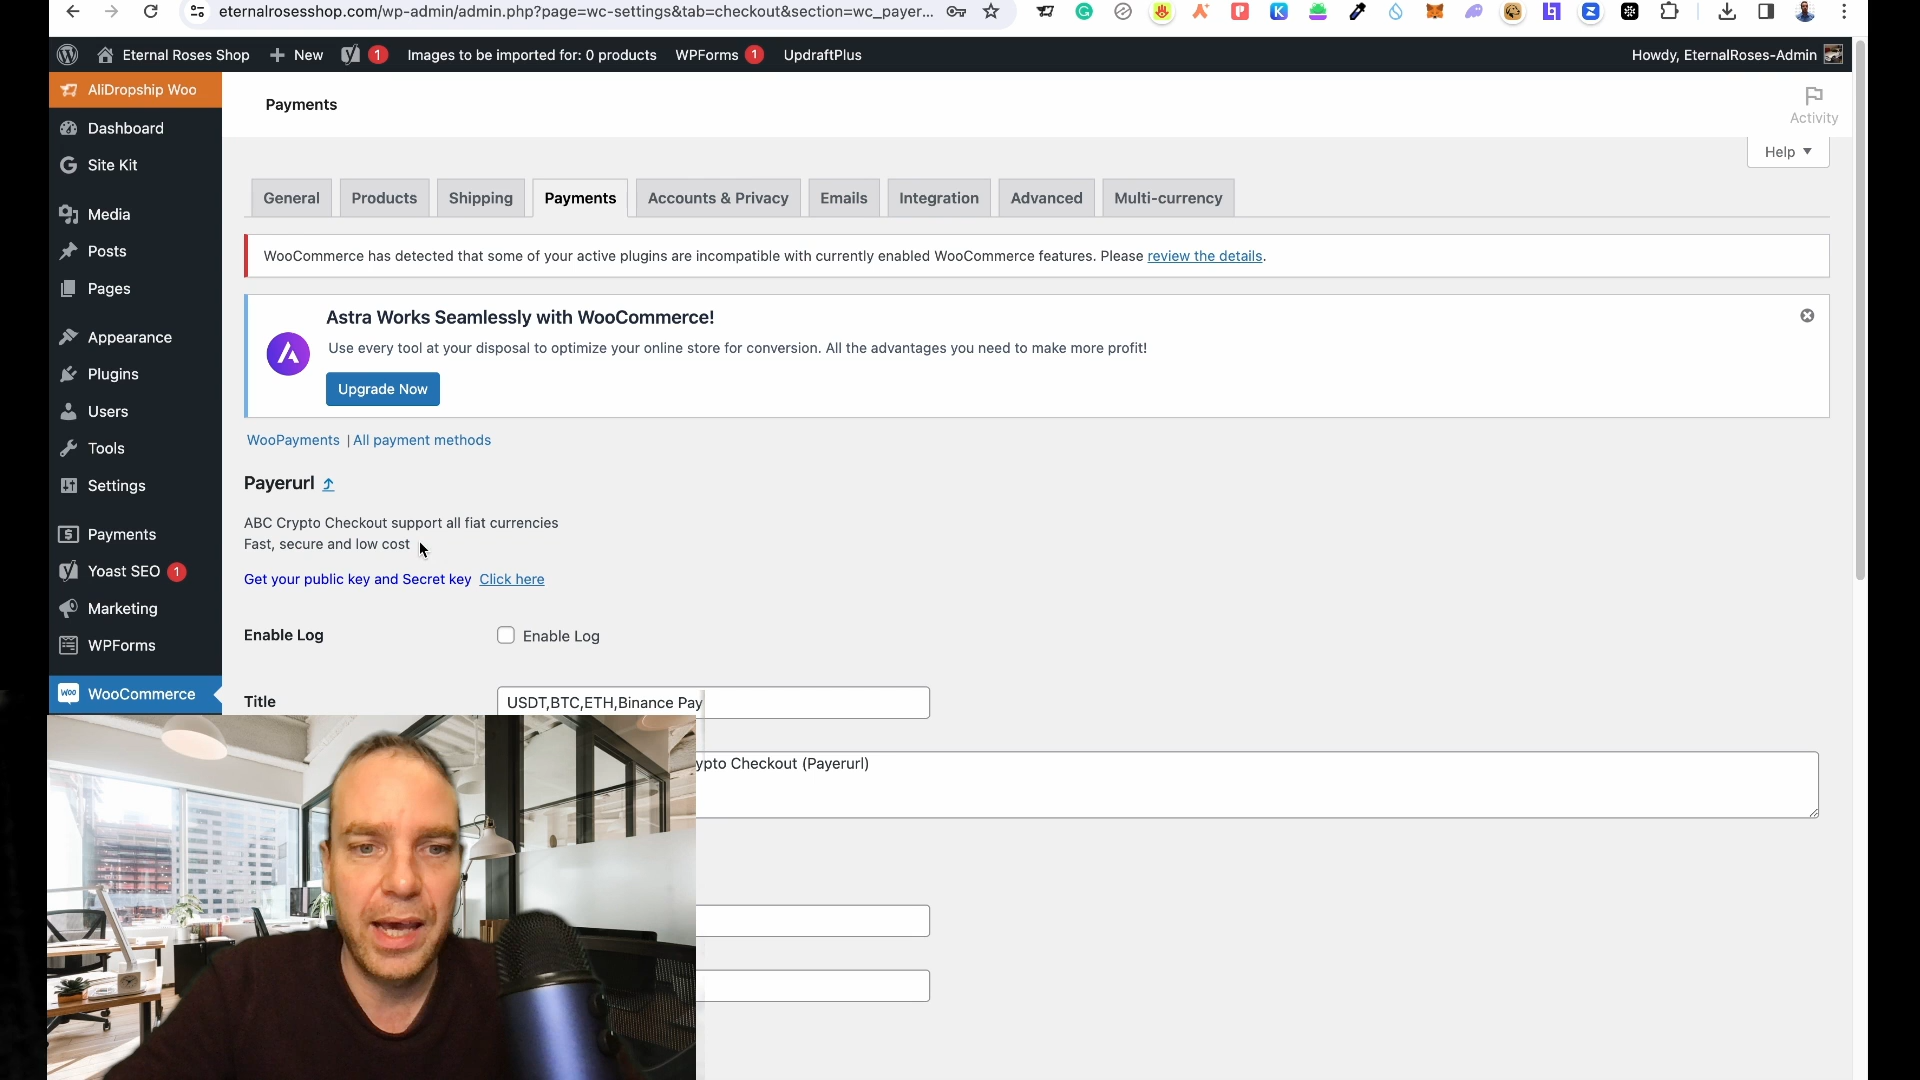 eternalrosesshop.com/wp-admin/admin.php?page=wc-settings&tab=checkout&section=wc_payer...
Eternal Roses Shop
New
1
Images to be imported for: 0 products
WPForms
1
UpdraftPlus
Howdy, EternalRoses-Admin
AliDropship Woo
Dashboard
Site Kit
Media
Posts
Pages
Appearance
Plugins
Users
Tools
Settings
Payments
Yoast SEO
1
Marketing
WPForms
WooCommerce
Payments
Activity
Help
General
Products
Shipping
Payments
Accounts & Privacy
Emails
Integration
Advanced
Multi-currency
WooCommerce has detected that some of your active plugins are incompatible with currently enabled WooCommerce features. Please review the details.
Astra Works Seamlessly with WooCommerce!
Use every tool at your disposal to optimize your online store for conversion. All the advantages you need to make more profit!
Upgrade Now
WooPayments | All payment methods
Payerurl
ABC Crypto Checkout support all fiat currencies
Fast, secure and low cost
Get your public key and Secret key Click here
Enable Log
Enable Log
Title
USDT,BTC,ETH,Binance Pay
ypto Checkout (Payerurl)